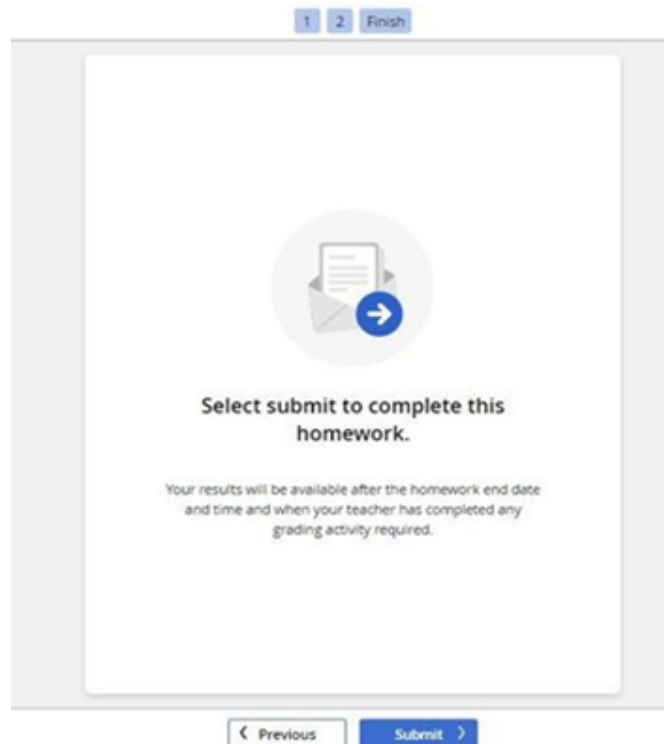 1 2 Finish
Select submit to complete this
homework.
Your results will be available after the homework end date
and time and when your teacher has completed any
grading activity required.
Previous Submit